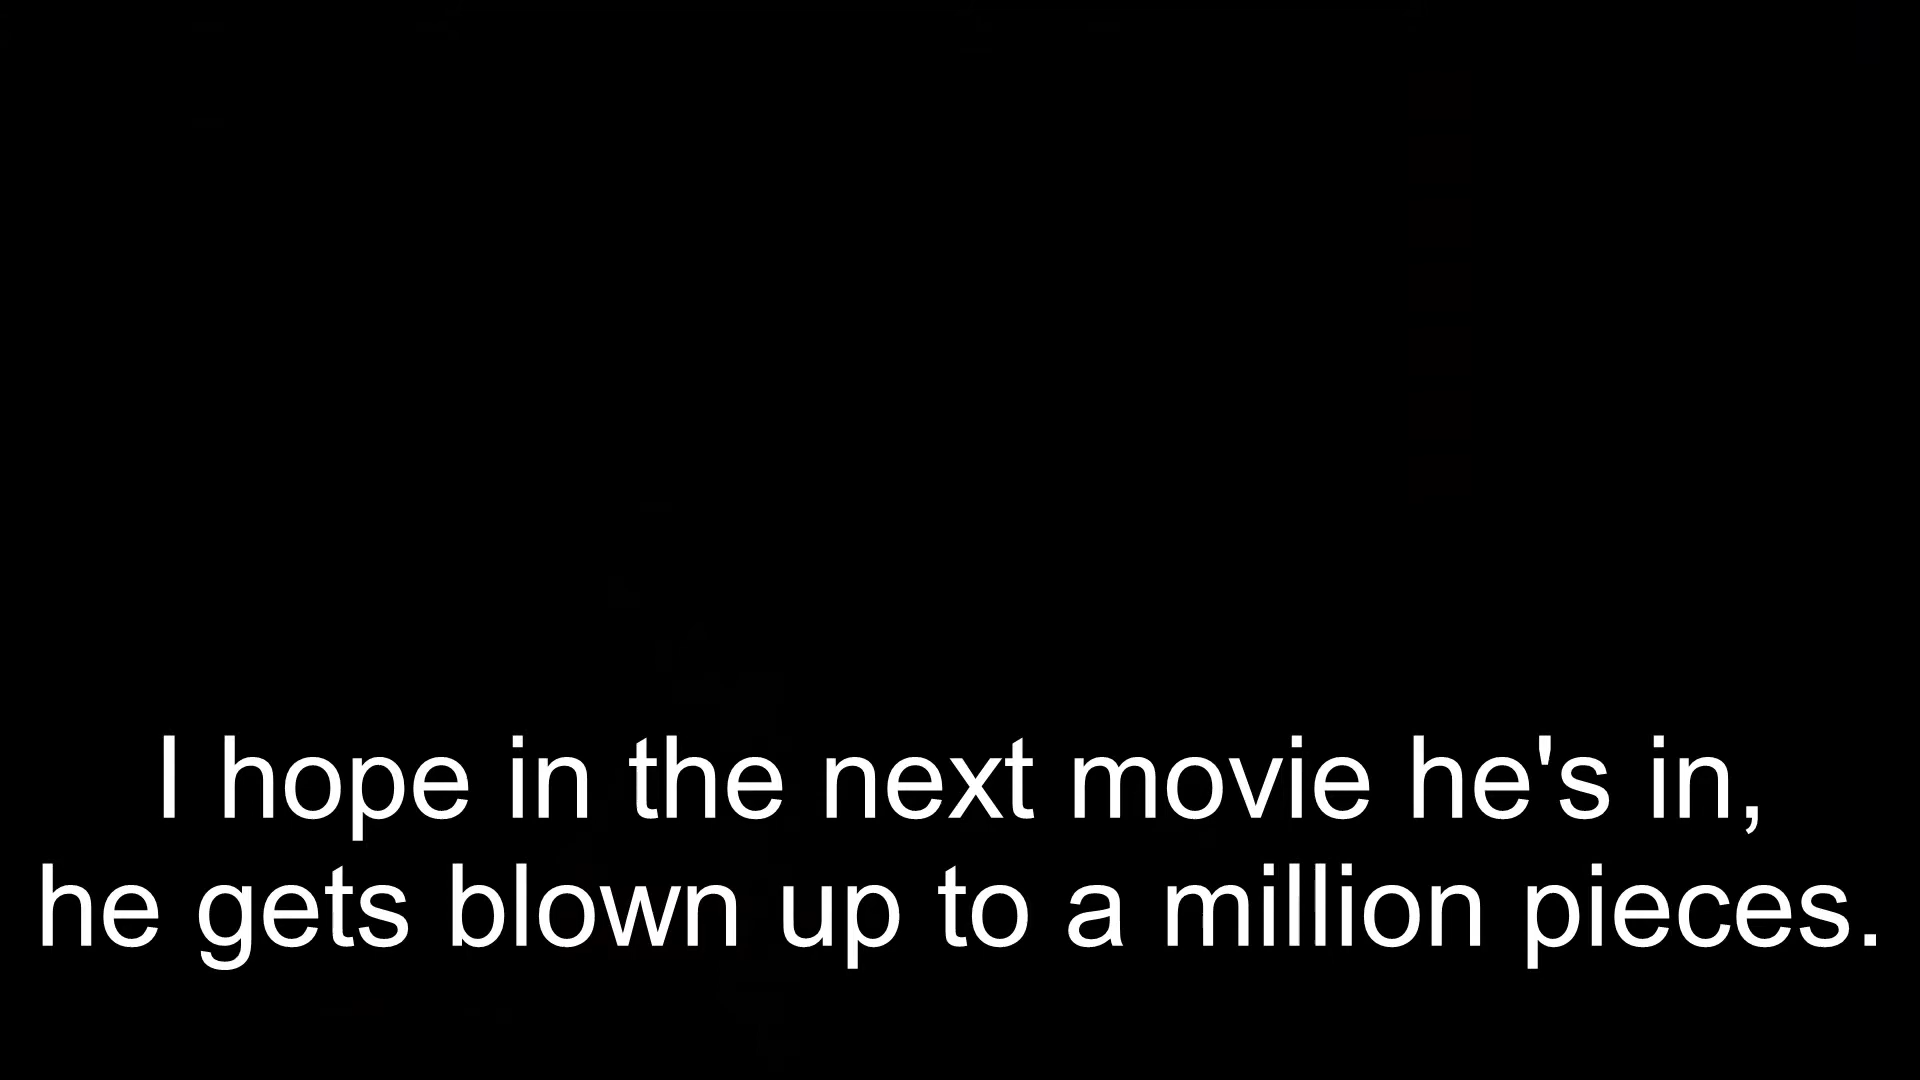 I hope in the next movie he's in,
he gets blown up to a million pieces.